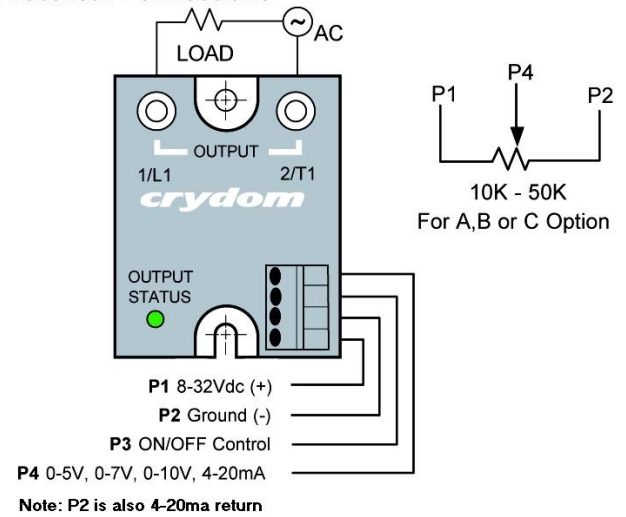 AC
LOAD
OUTPUT
1/L1
2/T1
crydom
OUTPUT
STATUS
P1 8-32Vdc (+)
P2 Ground (-)
P3 ON/OFF Control
P4 0-5V, 0-7V, 0-10V, 4-20mA
Note: P2 is also 4-20ma return
P4
P1
P2
10K - 50K
For A,B or C Option